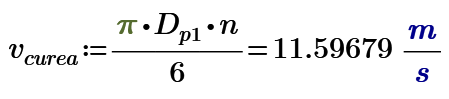 v_curea := (π • D_p1 • n) / 6 = 11.59679 m/s